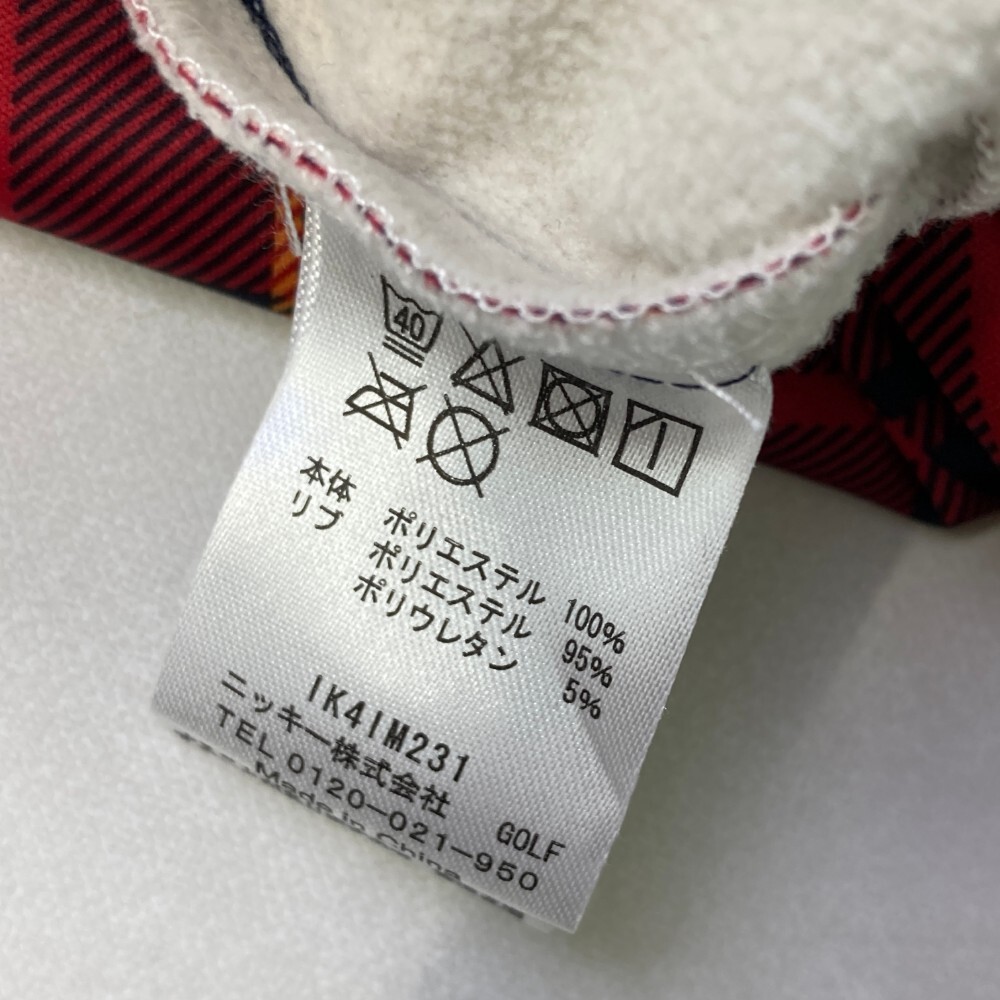 40
本体 ポリエステル 100%
リブ ポリエステル 95%
ポリウレタン 5%
IK41M231
ニッキー株式会社 GOLF
TEL 0120-021-950
Made in China